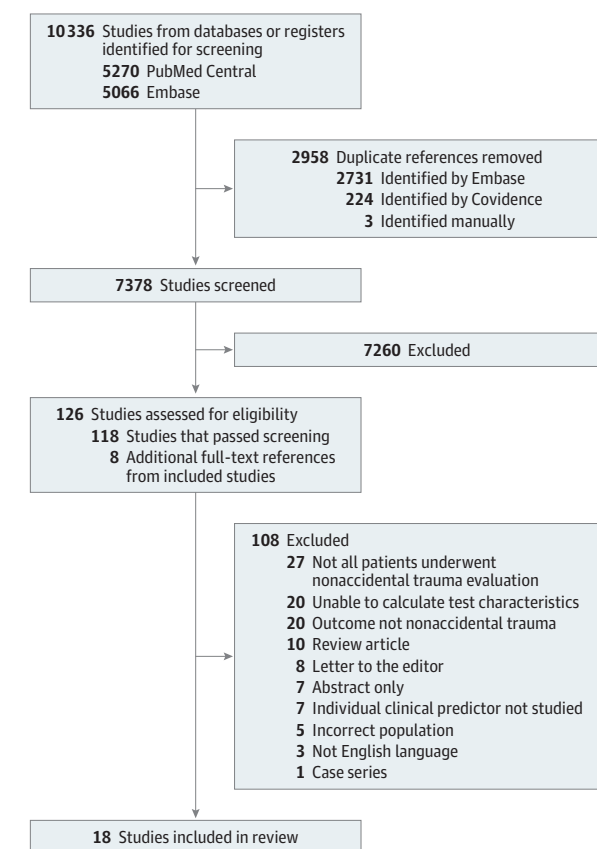 10336 Studies from databases or registers
identified for screening
5270 PubMed Central
5066 Embase
2958 Duplicate references removed
2731 Identified by Embase
224 Identified by Covidence
3 Identified manually
7378 Studies screened
7260 Excluded
126 Studies assessed for eligibility
118 Studies that passed screening
8 Additional full-text references
from included studies
108 Excluded
27 Not all patients underwent
nonaccidental trauma evaluation
20 Unable to calculate test characteristics
20 Outcome not nonaccidental trauma
10 Review article
8 Letter to the editor
7 Abstract only
7 Individual clinical predictor not studied
5 Incorrect population
3 Not English language
1 Case series
18 Studies included in review